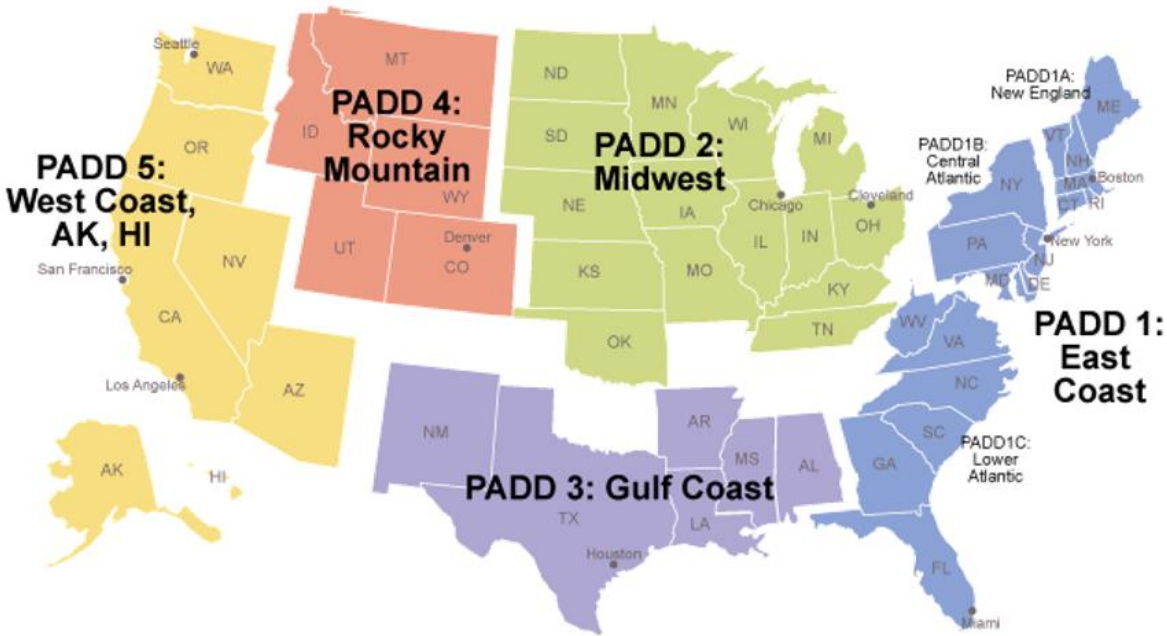 Seattle
WA
OR
PADD 5:
West Coast,
AK, HI
San Francisco
NV
CA
Los Angeles
AZ
AK
HI
MT
PADD 4:
Rocky
Mountain
ID
WY
UT
Denver
CO
ND
MN
SD
WI
MI
PADD 2:
Midwest
NE
IA
Chicago
Cleveland
IL
IN
OH
KS
MO
KY
OK
TN
NM
AR
MS
AL
PADD 3: Gulf Coast
TX
LA
Houston
PADD1A:
New England
ME
VT
NH
PADD1B:
Central
Atlantic
NY
MA
Boston
CT
RI
PA
New York
NJ
MD
DE
WV
VA
PADD 1:
East
Coast
NC
SC
GA
PADD1C:
Lower
Atlantic
FL
Miami